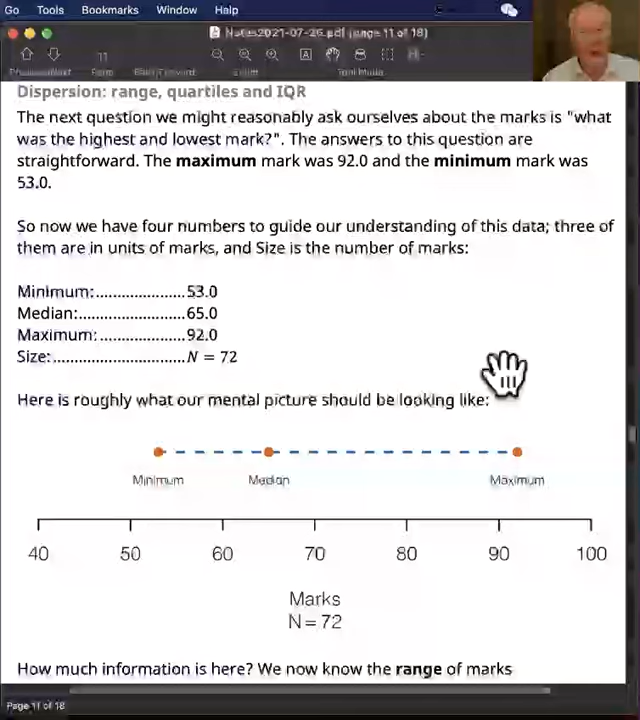 Go Tools Bookmarks Window Help
Notes2021-07-26.pdf (page 11 of 18)
Dispersion: range, quartiles and IQR
The next question we might reasonably ask ourselves about the marks is "what
was the highest and lowest mark?". The answers to this question are
straightforward. The maximum mark was 92.0 and the minimum mark was
53.0.
So now we have four numbers to guide our understanding of this data; three of
them are in units of marks, and Size is the number of marks:
Minimum:....................53.0
Median:........................65.0
Maximum:....................92.0
Size:..............................N = 72
Here is roughly what our mental picture should be looking like:
Minimum Median Maximum
40 50 60 70 80 90 100
Marks
N = 72
How much information is here? We now know the range of marks
Page 11 of 18